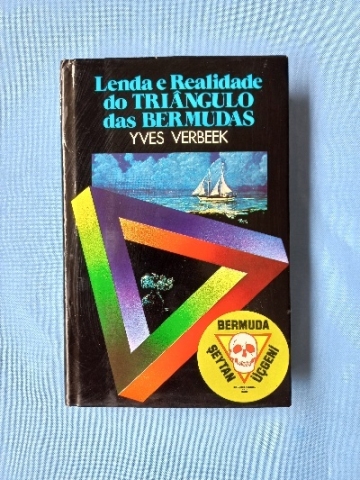 Lenda e Realidade
do TRIÂNGULO
das BERMUDAS
YVES VERBEEK
BERMUDA
ŞEYTAN
ÜÇGENİ